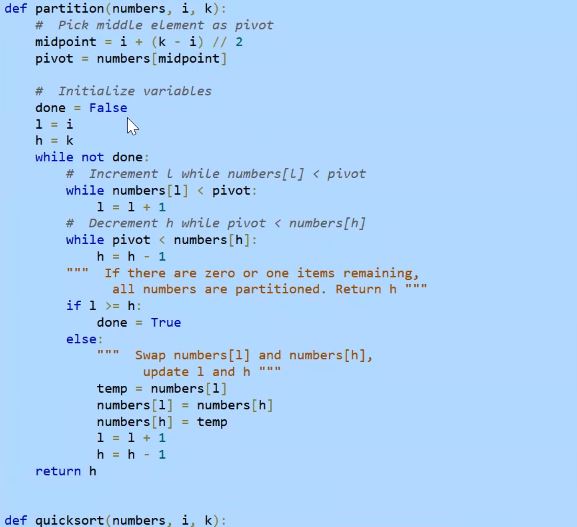 def partition(numbers, i, k):
    #  Pick middle element as pivot
    midpoint = i + (k - i) // 2
    pivot = numbers[midpoint]

    #  Initialize variables
    done = False
    l = i
    h = k
    while not done:
        #  Increment l while numbers[l] < pivot
        while numbers[l] < pivot:
            l = l + 1
        #  Decrement h while pivot < numbers[h]
        while pivot < numbers[h]:
            h = h - 1
        """  If there are zero or one items remaining,
              all numbers are partitioned. Return h """
        if l >= h:
            done = True
        else:
            """  Swap numbers[l] and numbers[h],
                  update l and h """
            temp = numbers[l]
            numbers[l] = numbers[h]
            numbers[h] = temp
            l = l + 1
            h = h - 1
    return h


def quicksort(numbers, i, k):